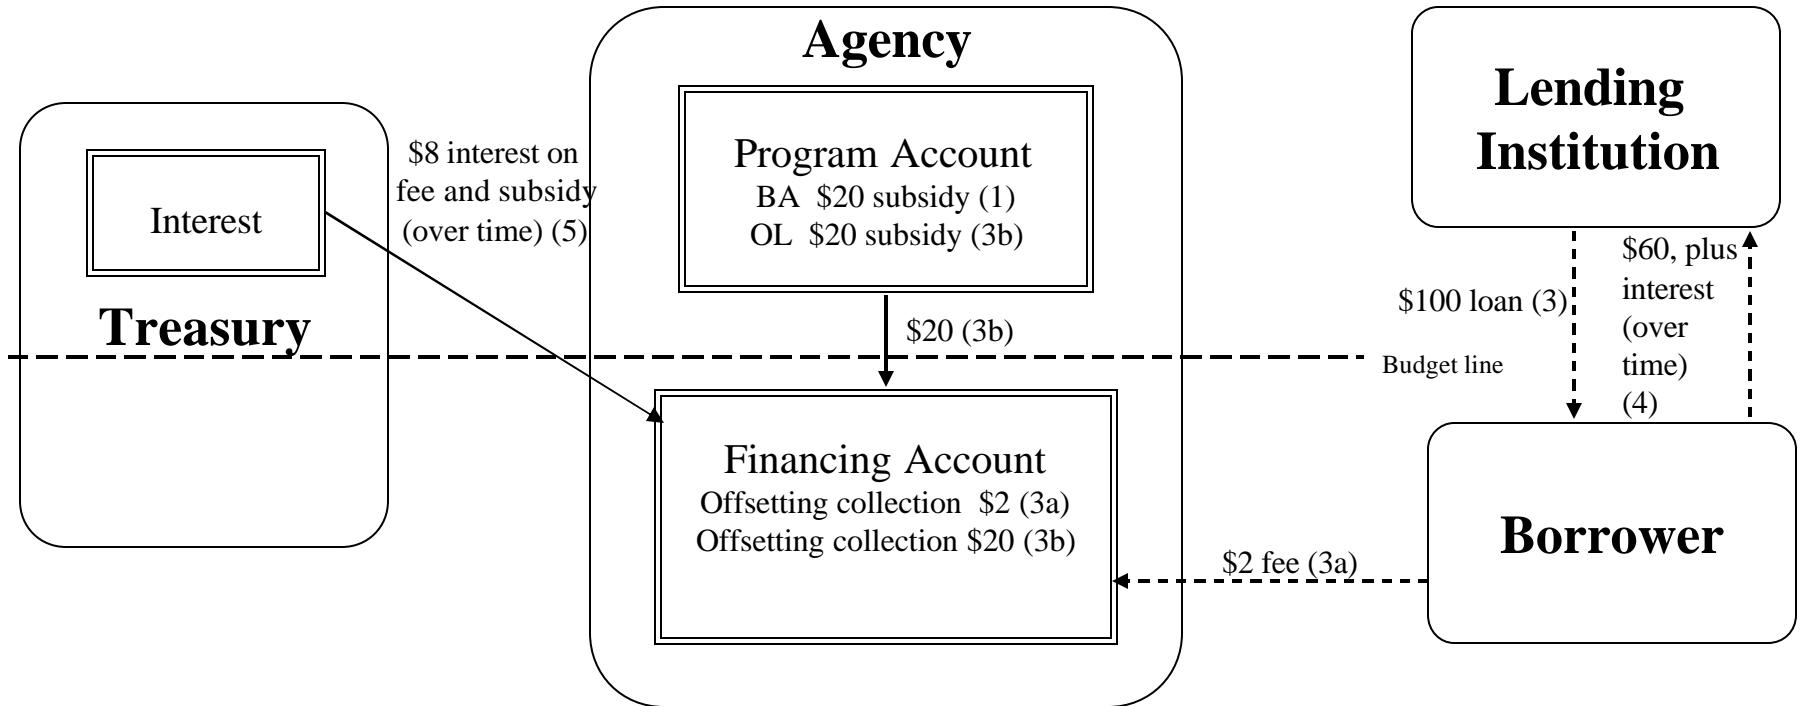 Agency
Program Account
BA $20 subsidy (1)
OL $20 subsidy (3b)
Lending
Institution
Interest
Treasury
$8 interest on
fee and subsidy
(over time) (5)
$20 (3b)
Budget line
$100 loan (3)
$60, plus
interest
(over
time)
(4)
Financing Account
Offsetting collection $2 (3a)
Offsetting collection $20 (3b)
$2 fee (3a)
Borrower